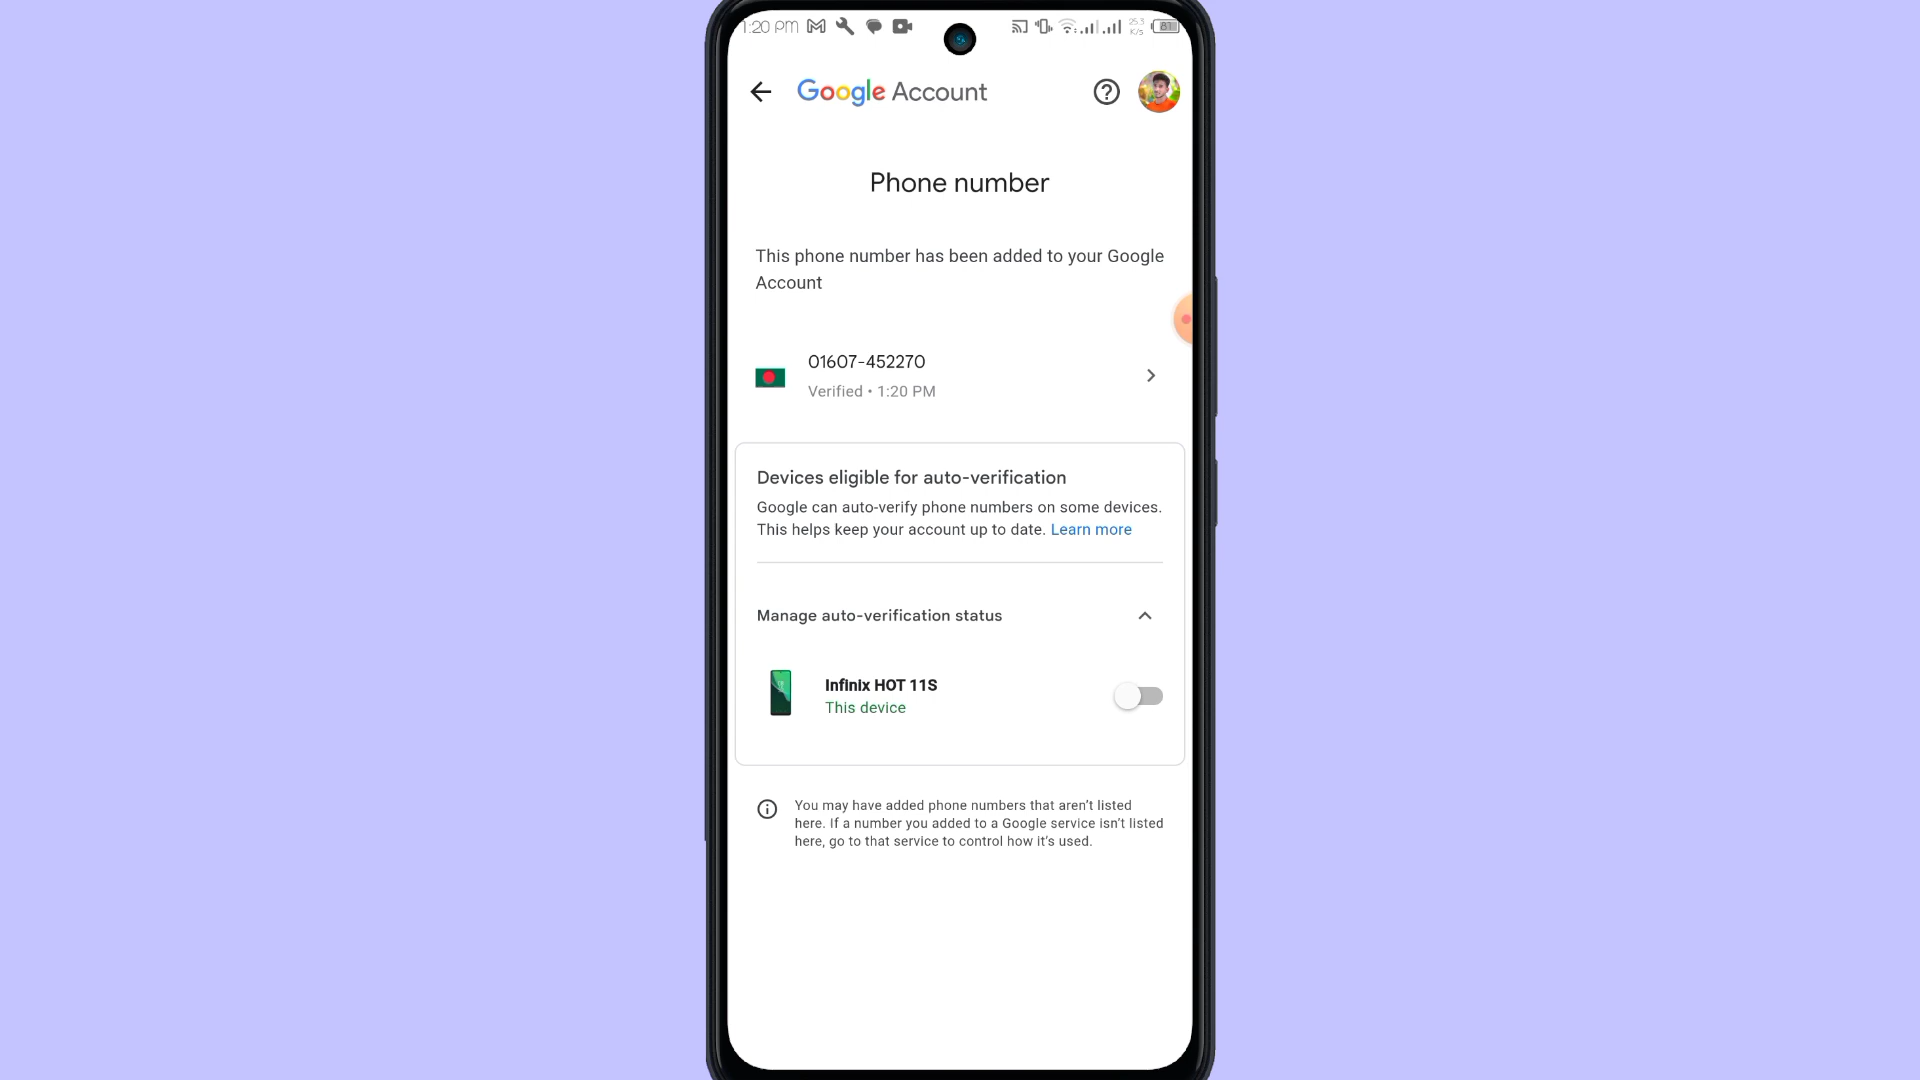 1:20 PM
25.3
K/s
81
Google Account
Phone number
This phone number has been added to your Google
Account
01607-452270
Verified • 1:20 PM
Devices eligible for auto-verification
Google can auto-verify phone numbers on some devices.
This helps keep your account up to date. Learn more
Manage auto-verification status
Infinix HOT 11S
This device
You may have added phone numbers that aren’t listed
here. If a number you added to a Google service isn’t listed
here, go to that service to control how it’s used.